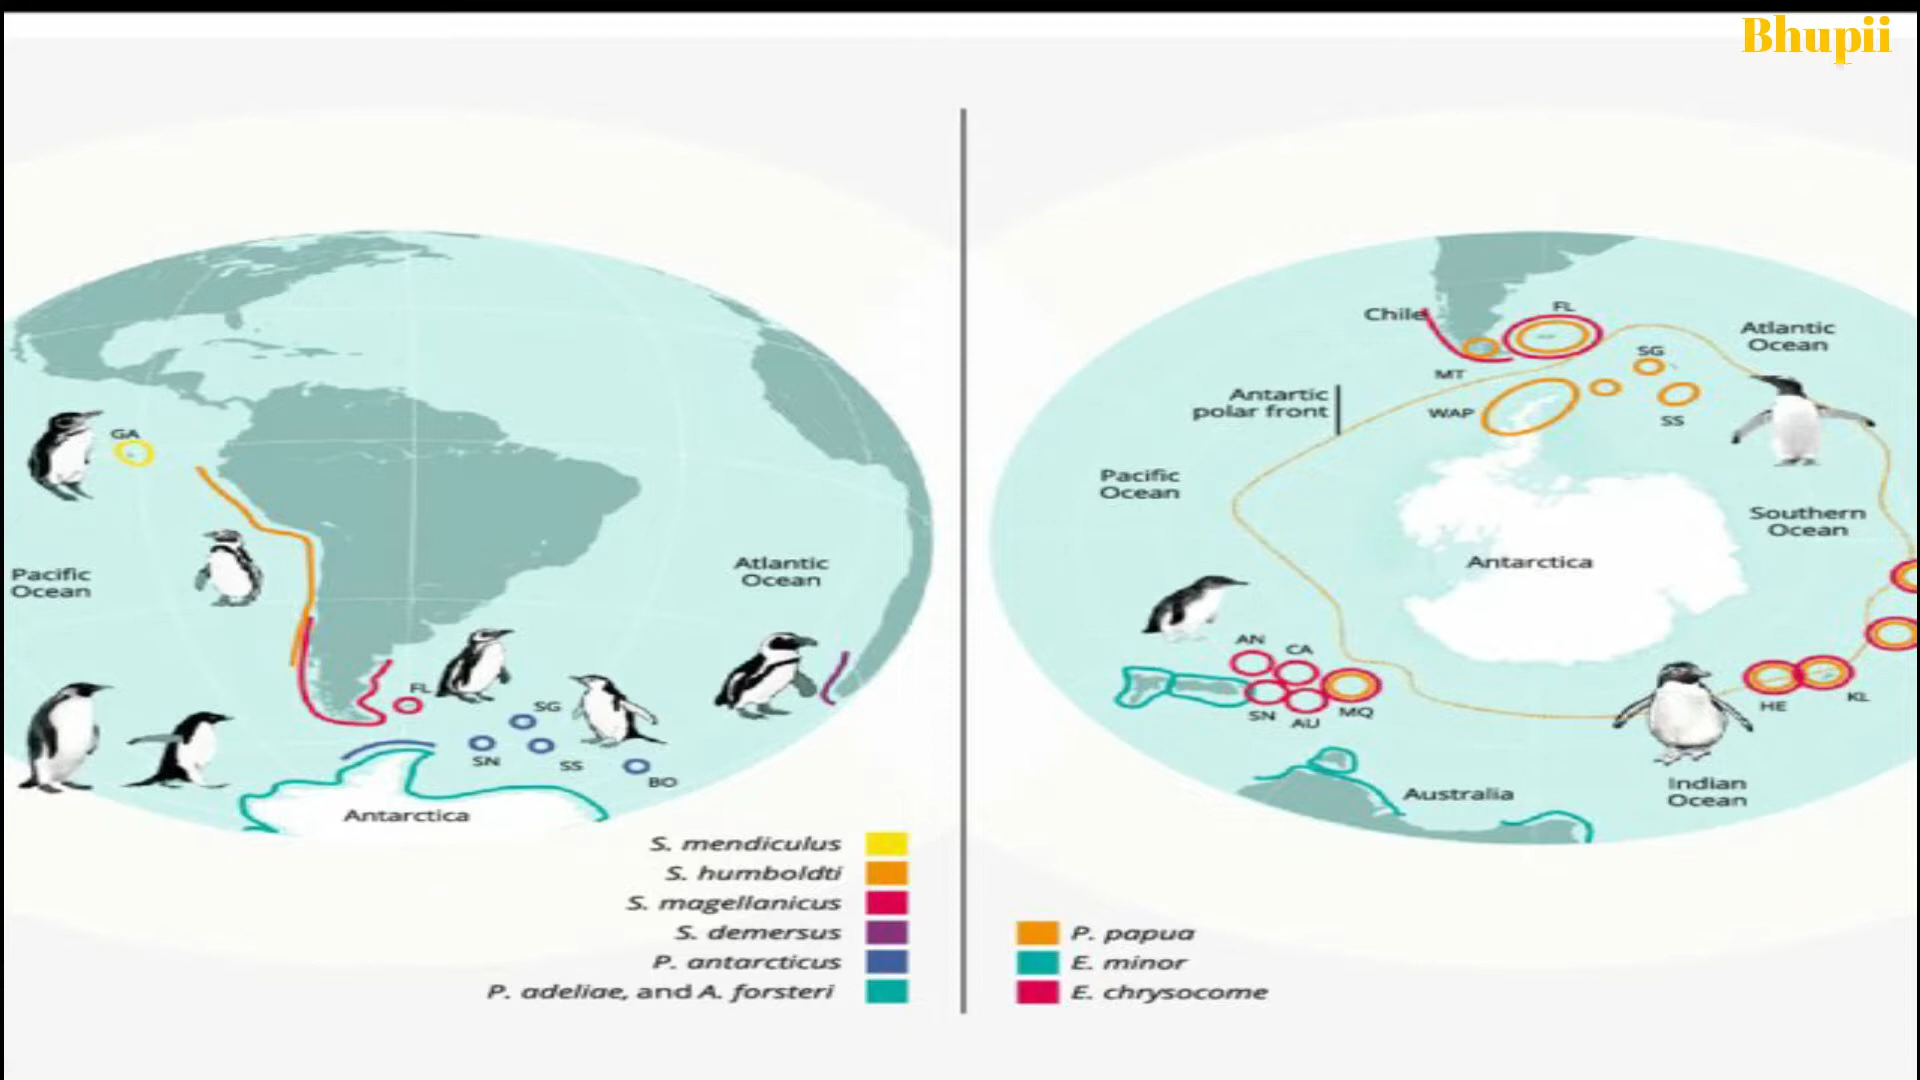 Bhupii
GA
Pacific
Ocean
Atlantic
Ocean
FL
SG
SN
SS
BO
Antarctica
S. mendiculus
S. humboldti
S. magellanicus
S. demersus
P. antarcticus
P. adeliae, and A. forsteri
Chile
FL
Atlantic
Ocean
SG
MT
Antartic
polar front
WAP
SS
Pacific
Ocean
Southern
Ocean
Antarctica
AN
CA
SN
AU
MQ
HE
KL
Indian
Ocean
Australia
P. papua
E. minor
E. chrysocome